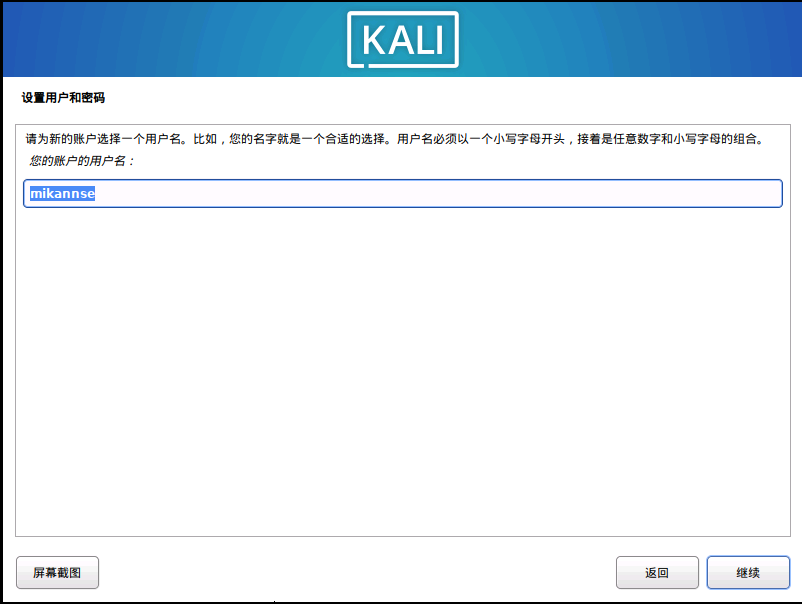 KALI
设置用户和密码
请为新的账户选择一个用户名。比如，您的名字就是一个合适的选择。用户名必须以一个小写字母开头，接着是任意数字和小写字母的组合。
您的账户的用户名：
mikannse
屏幕截图
返回
继续